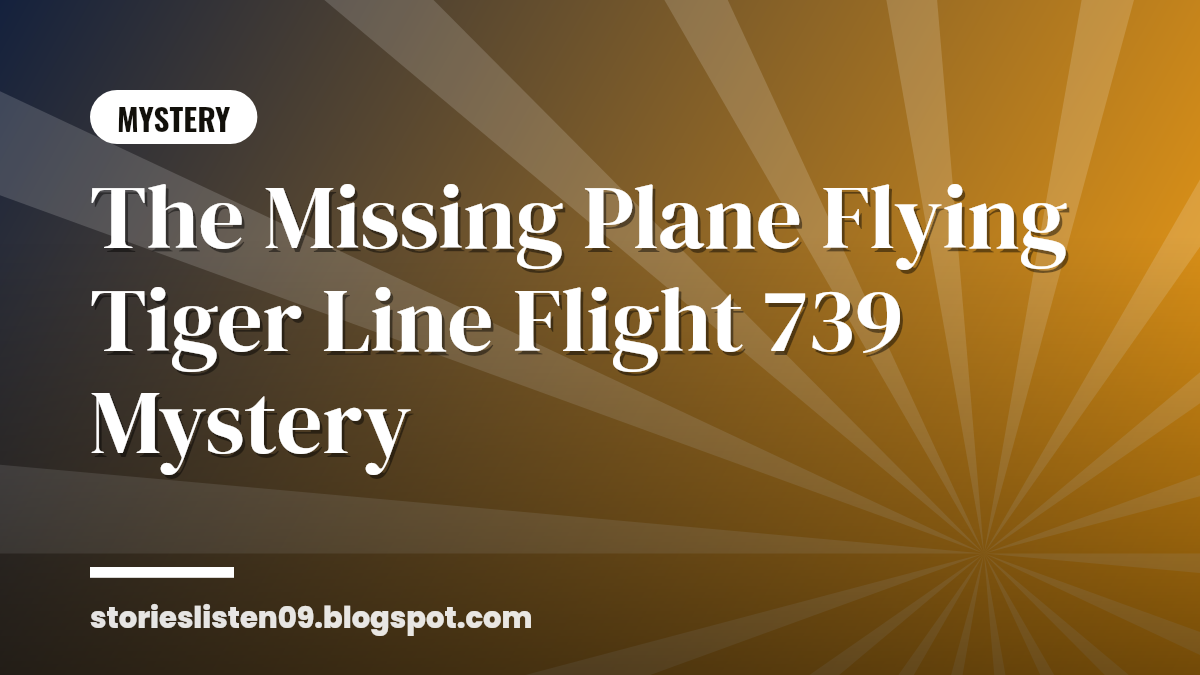 MYSTERY
The Missing Plane Flying
Tiger Line Flight 739
Mystery
storieslisten09.blogspot.com